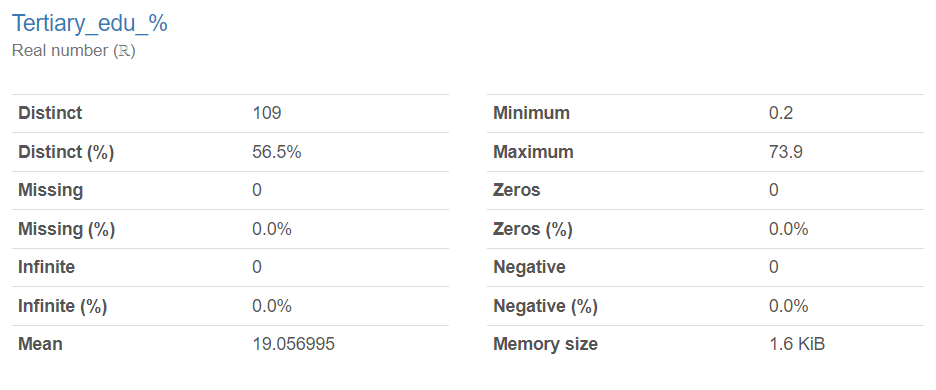 Tertiary_edu_%
Real number (ℝ)
Distinct 109
Distinct (%) 56.5%
Missing 0
Missing (%) 0.0%
Infinite 0
Infinite (%) 0.0%
Mean 19.056995
Minimum 0.2
Maximum 73.9
Zeros 0
Zeros (%) 0.0%
Negative 0
Negative (%) 0.0%
Memory size 1.6 KiB